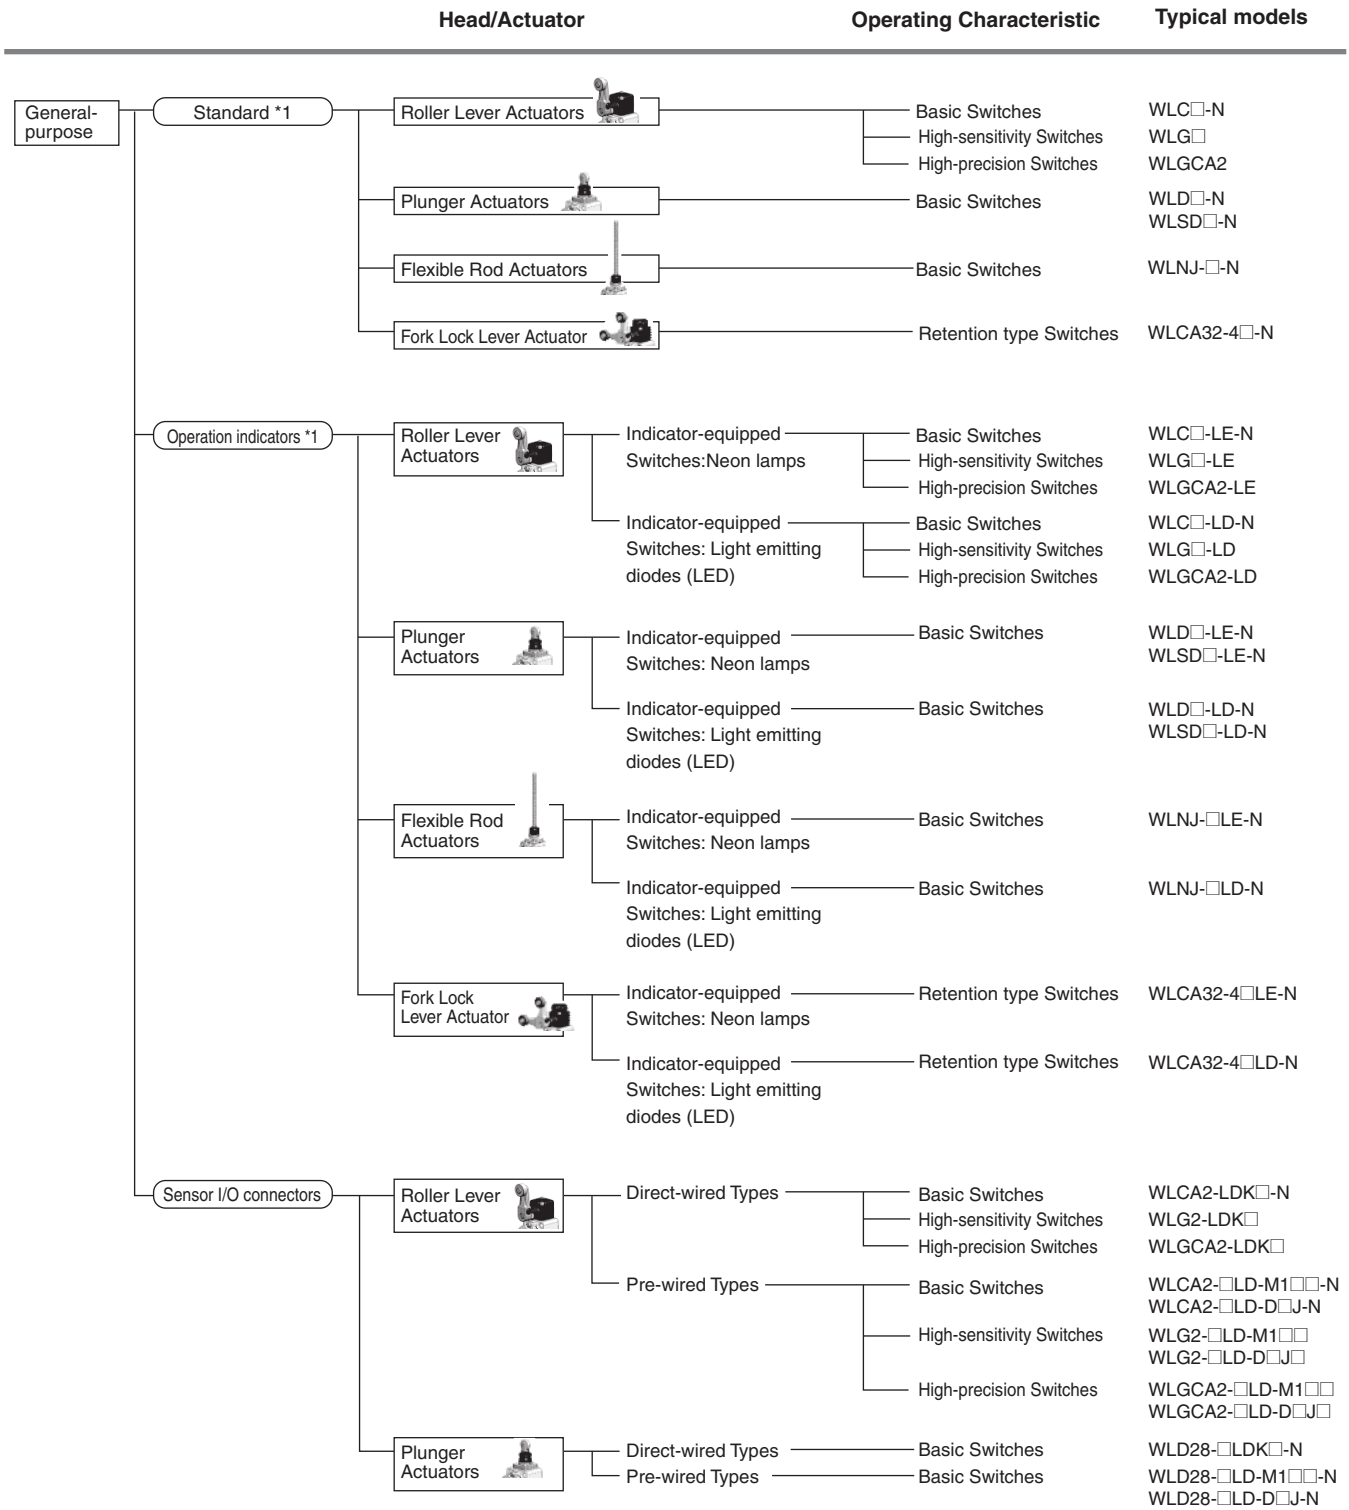 Head/Actuator Operating Characteristic Typical models
General-
purpose
Standard *1
Roller Lever Actuators
Basic Switches WLC□-N
High-sensitivity Switches WLG□
High-precision Switches WLGCA2
Plunger Actuators
Basic Switches WLD□-N
WLSD□-N
Flexible Rod Actuators
Basic Switches WLNJ-□-N
Fork Lock Lever Actuator
Retention type Switches WLCA32-4□-N
Operation indicators *1
Roller Lever
Actuators
Indicator-equipped
Switches:Neon lamps
Basic Switches WLC□-LE-N
High-sensitivity Switches WLG□-LE
High-precision Switches WLGCA2-LE
Indicator-equipped
Switches: Light emitting
diodes (LED)
Basic Switches WLC□-LD-N
High-sensitivity Switches WLG□-LD
High-precision Switches WLGCA2-LD
Plunger
Actuators
Indicator-equipped
Switches: Neon lamps
Basic Switches WLD□-LE-N
WLSD□-LE-N
Indicator-equipped
Switches: Light emitting
diodes (LED)
Basic Switches WLD□-LD-N
WLSD□-LD-N
Flexible Rod
Actuators
Indicator-equipped
Switches: Neon lamps
Basic Switches WLNJ-□LE-N
Indicator-equipped
Switches: Light emitting
diodes (LED)
Basic Switches WLNJ-□LD-N
Fork Lock
Lever Actuator
Indicator-equipped
Switches: Neon lamps
Retention type Switches WLCA32-4□LE-N
Indicator-equipped
Switches: Light emitting
diodes (LED)
Retention type Switches WLCA32-4□LD-N
Sensor I/O connectors
Roller Lever
Actuators
Direct-wired Types
Basic Switches WLCA2-LDK□-N
High-sensitivity Switches WLG2-LDK□
High-precision Switches WLGCA2-LDK□
Pre-wired Types
Basic Switches WLCA2-□LD-M1□□-N
WLCA2-□LD-D□J-N
High-sensitivity Switches WLG2-□LD-M1□□
WLG2-□LD-D□J□
High-precision Switches WLGCA2-□LD-M1□□
WLGCA2-□LD-D□J□
Plunger
Actuators
Direct-wired Types Basic Switches WLD28-□LDK□-N
Pre-wired Types Basic Switches WLD28-□LD-M1□□-N
WLD28-□LD-D□J-N